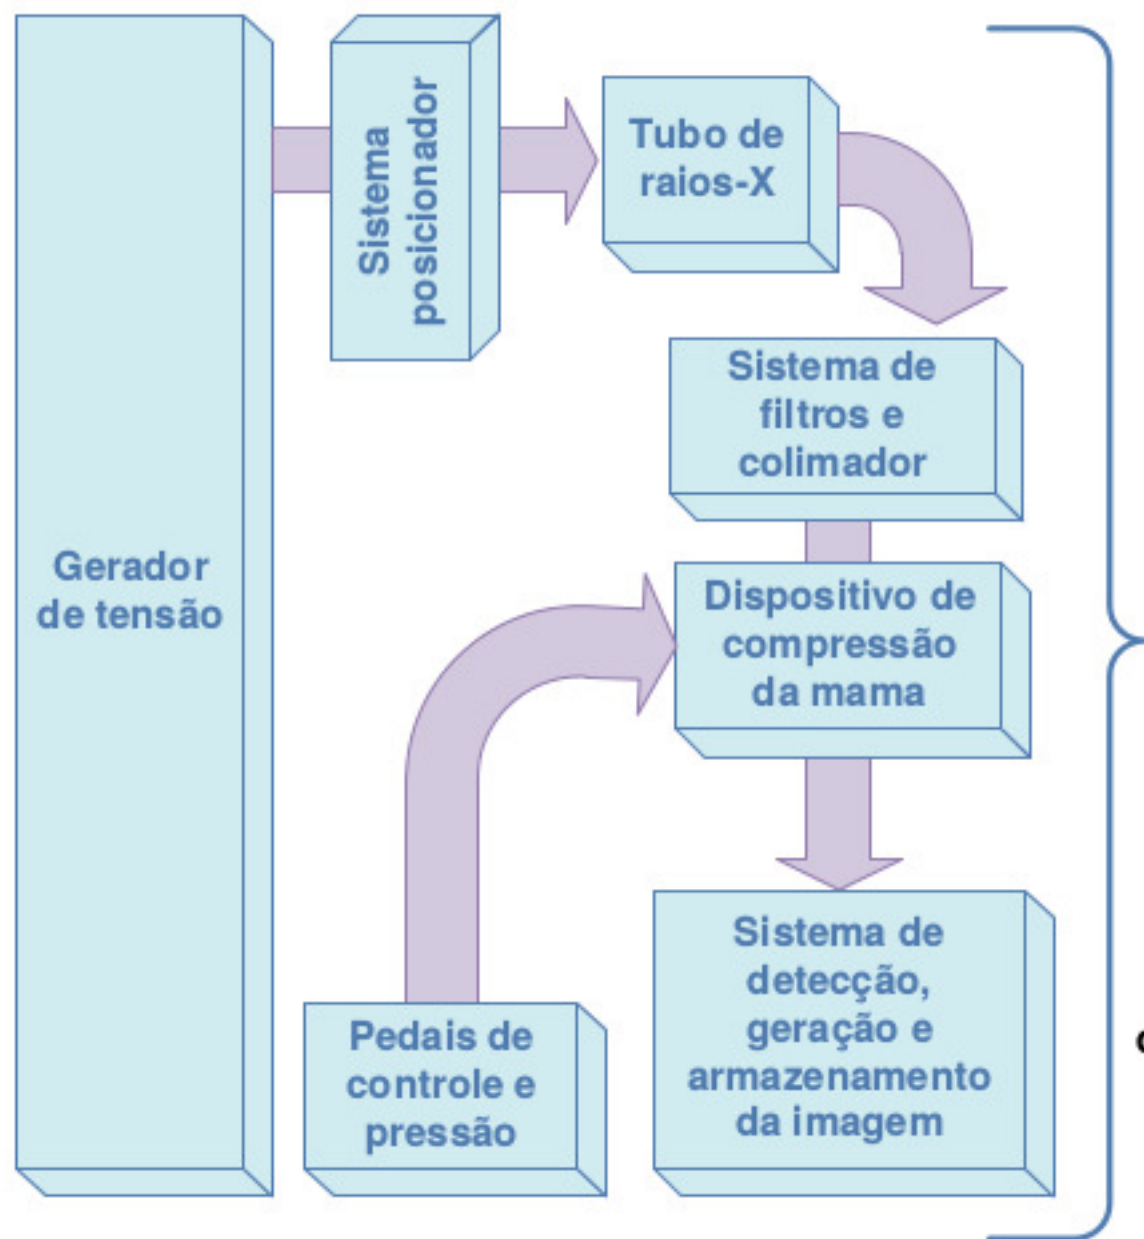 Sistema
posicionador
Tubo de
raios-X
Sistema de
filtros e
colimador
Gerador
de tensão
Dispositivo de
compressão
da mama
Sistema de
detecção,
geração e
armazenamento
da imagem
Pedais de
controle e
pressão